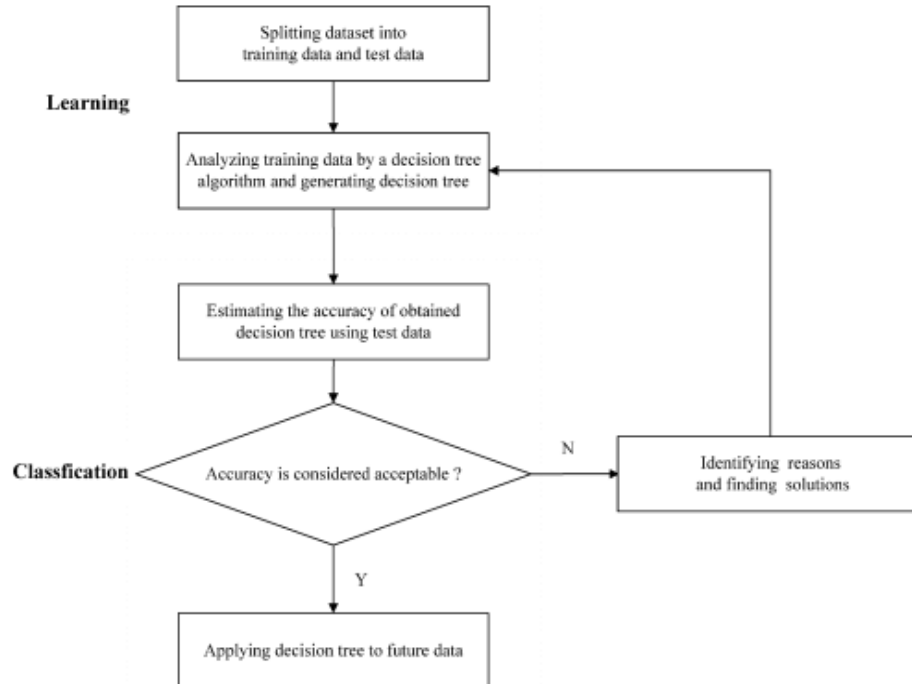 Splitting dataset into
training data and test data
Learning
Analyzing training data by a decision tree
algorithm and generating decision tree
Estimating the accuracy of obtained
decision tree using test data
Classfication
Accuracy is considered acceptable ?
N
Identifying reasons
and finding solutions
Y
Applying decision tree to future data